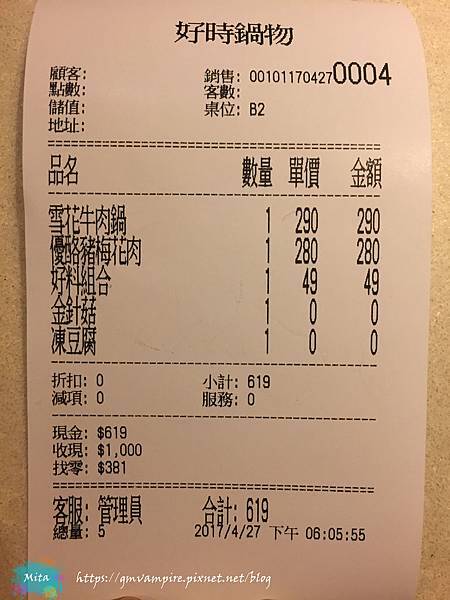 好時鍋物
顧客: 銷售: 001011704270004
點數: 客數:
儲值: 桌位: B2
地址:
品名 數量 單價 金額
雪花牛肉鍋 1 290 290
優酪豬梅花肉 1 280 280
好料組合 1 49 49
金針菇 1 0 0
凍豆腐 1 0 0
折扣: 0 小計: 619
減項: 0 服務: 0
現金: $619
收現: $1,000
找零: $381
客服: 管理員 合計: 619
總量: 5 2017/4/27 下午 06:05:55
Mita https://gmvampire.pixnet.net/blog